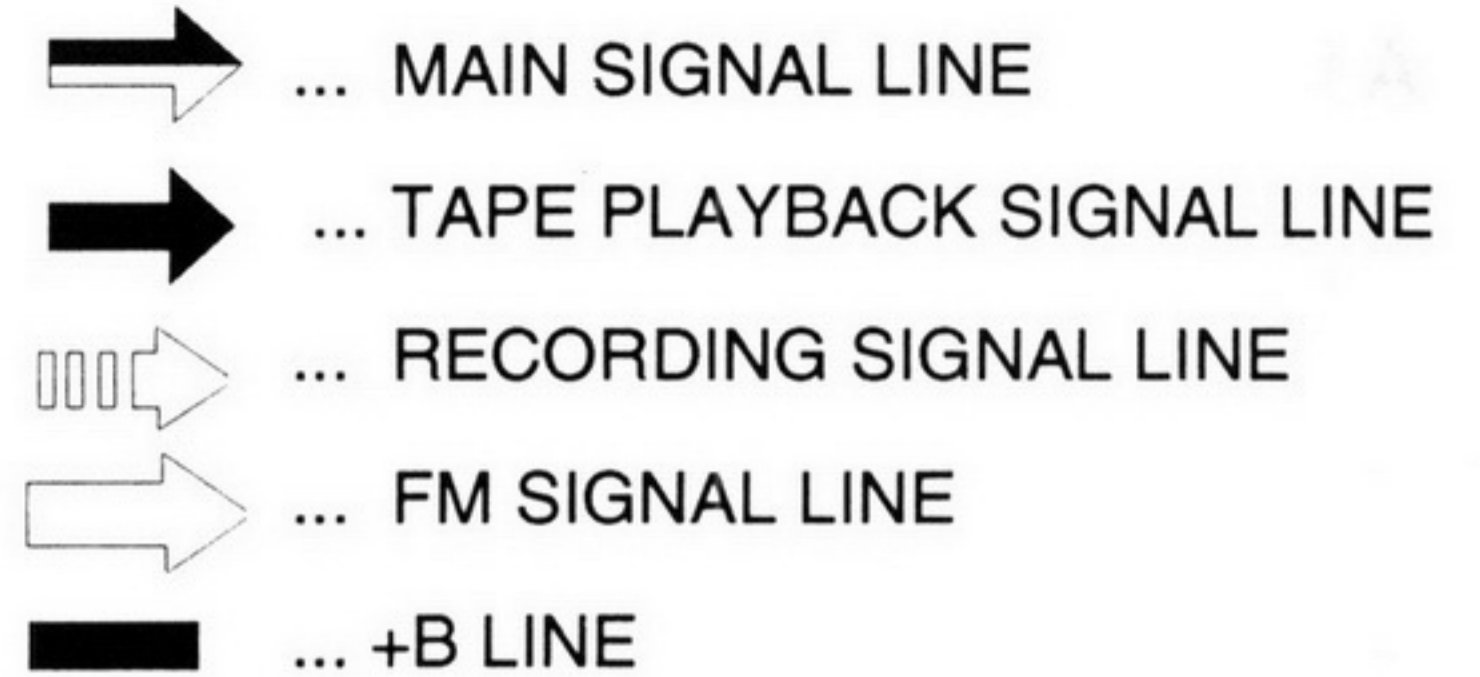 ... MAIN SIGNAL LINE
... TAPE PLAYBACK SIGNAL LINE
... RECORDING SIGNAL LINE
... FM SIGNAL LINE
... +B LINE